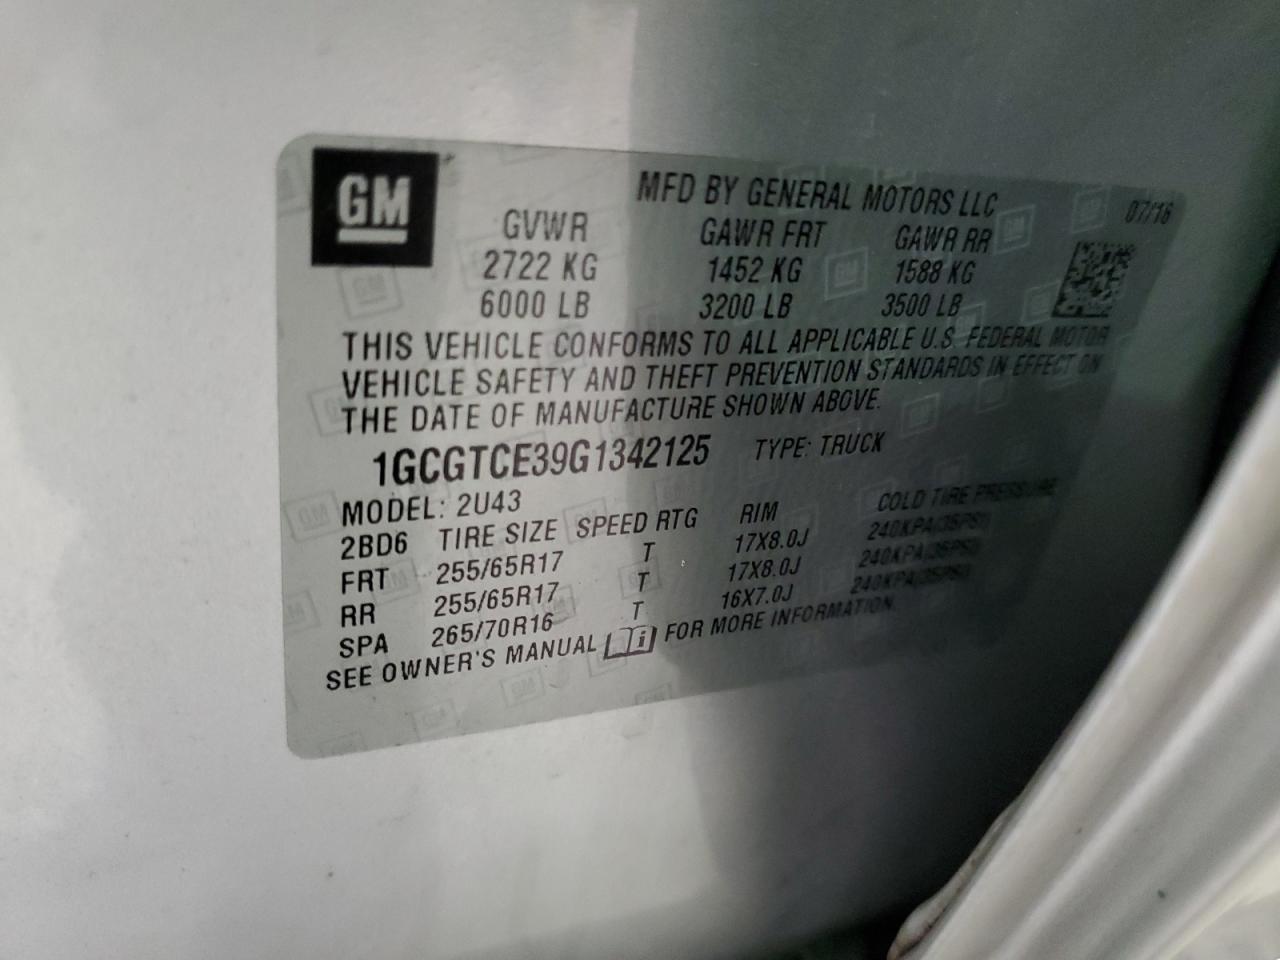 GM
MFD BY GENERAL MOTORS LLC
07/16
GVWR GAWR FRT GAWR RR
2722 KG 1452 KG 1588 KG
6000 LB 3200 LB 3500 LB
THIS VEHICLE CONFORMS TO ALL APPLICABLE U.S. FEDERAL MOTOR
VEHICLE SAFETY AND THEFT PREVENTION STANDARDS IN EFFECT ON
THE DATE OF MANUFACTURE SHOWN ABOVE.
1GCGTCE39G1342125 TYPE: TRUCK
MODEL: 2U43
2BD6 TIRE SIZE SPEED RTG RIM COLD TIRE PRESSURE
FRT 255/65R17 T 17X8.0J 240KPA(35PSI)
RR 255/65R17 T 17X8.0J 240KPA(35PSI)
SPA 265/70R16 T 16X7.0J 240KPA(35PSI)
SEE OWNER'S MANUAL FOR MORE INFORMATION.